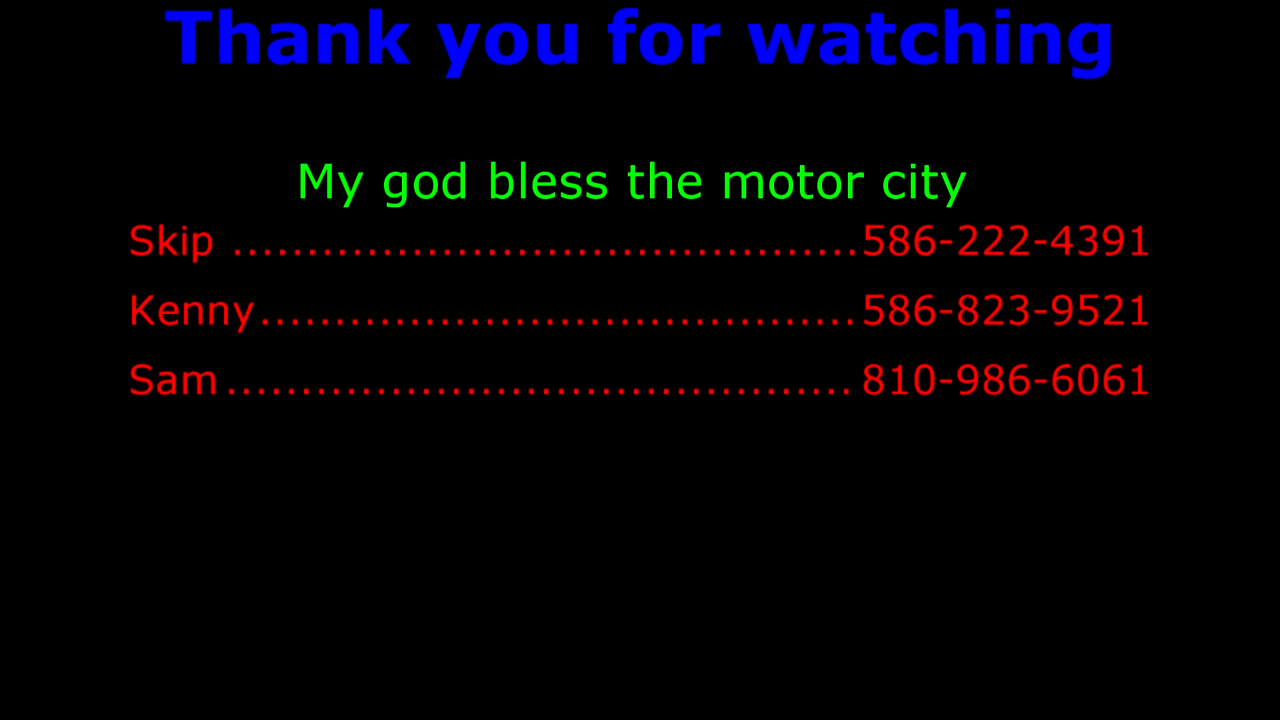 Thank you for watching
My god bless the motor city
Skip ..........................................586-222-4391
Kenny........................................586-823-9521
Sam.......................................... 810-986-6061